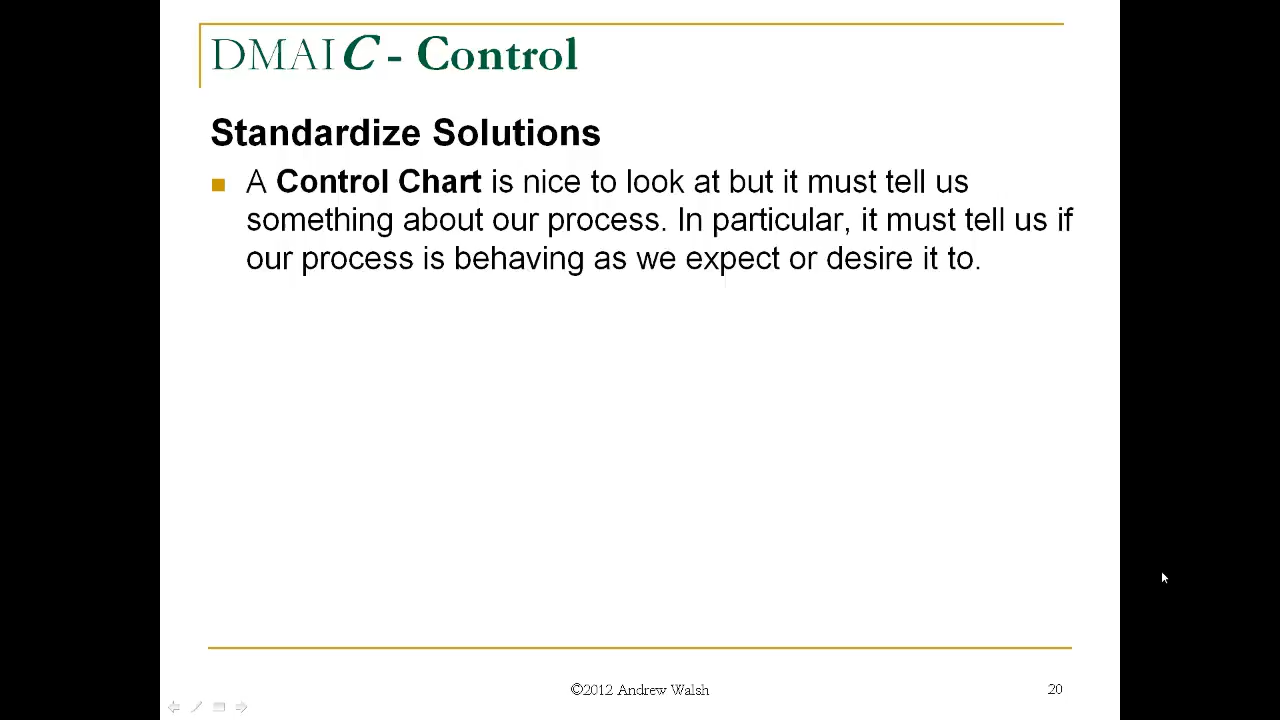 DMAIC - Control
Standardize Solutions
A Control Chart is nice to look at but it must tell us
something about our process. In particular, it must tell us if
our process is behaving as we expect or desire it to.
©2012 Andrew Walsh
20